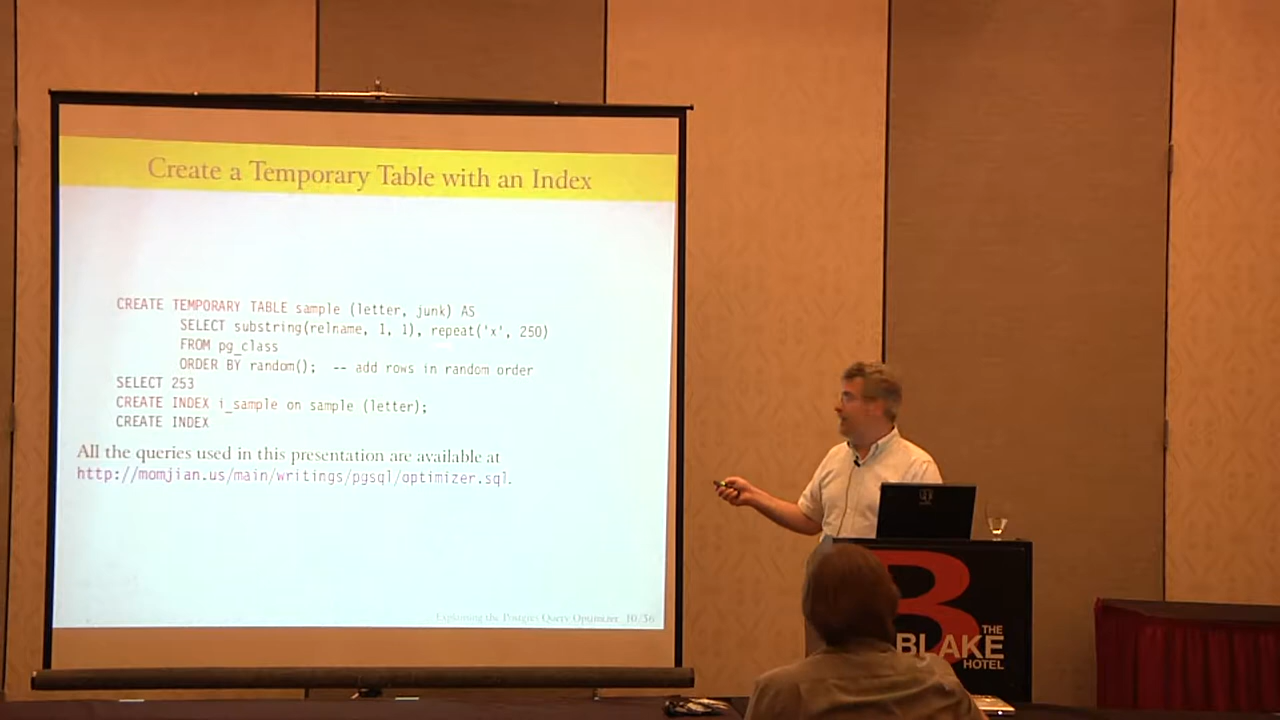 Create a Temporary Table with an Index
CREATE TEMPORARY TABLE sample (letter, junk) AS
SELECT substring(relname, 1, 1), repeat('x', 250)
FROM pg_class
ORDER BY random(); -- add rows in random order
SELECT 253
CREATE INDEX i_sample on sample (letter);
CREATE INDEX
All the queries used in this presentation are available at
http://momjian.us/main/writings/pgsql/optimizer.sql.
Explaining the Postgres Query Optimizer 10/56
B
THE
BLAKE
HOTEL